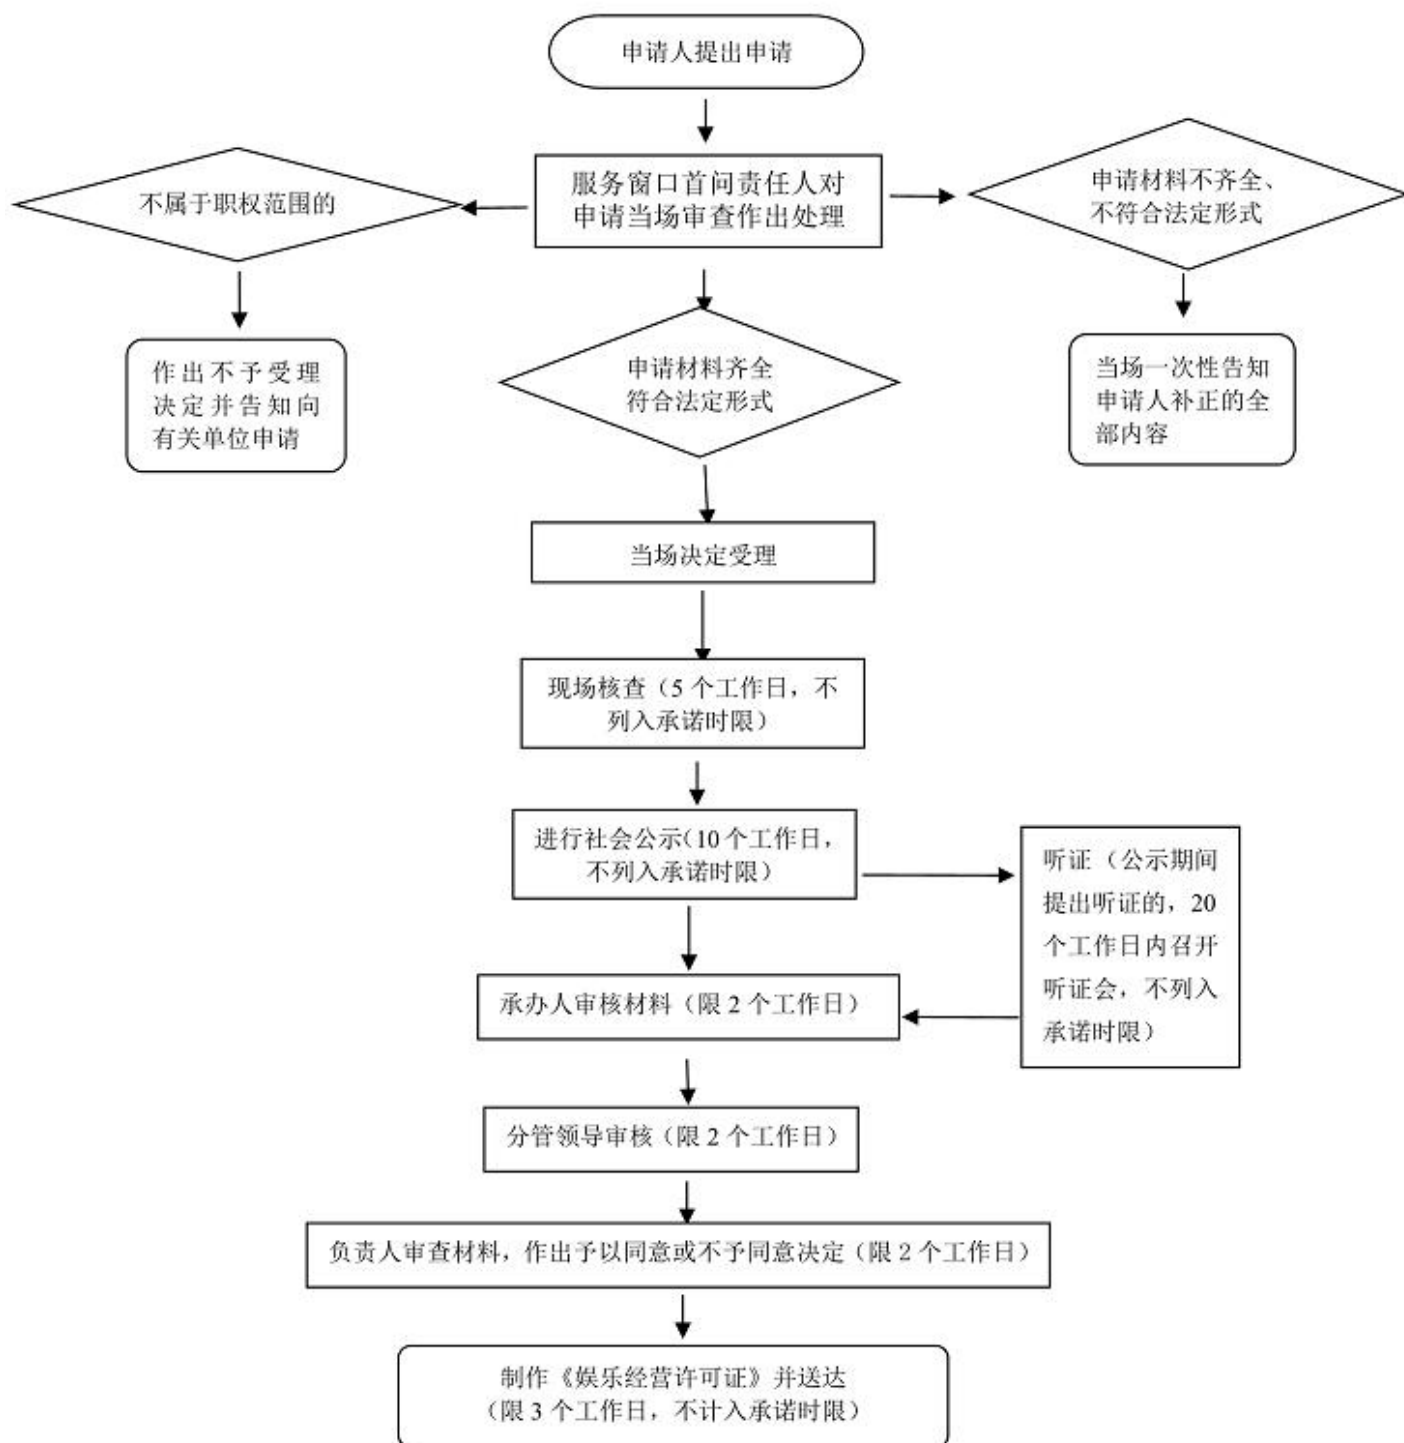 申请人提出申请
服务窗口首问责任人对
申请当场审查作出处理
不属于职权范围的
申请材料不齐全、
不符合法定形式
作出不予受理
决定并告知向
有关单位申请
申请材料齐全
符合法定形式
当场一次性告知
申请人补正的全
部内容
当场决定受理
现场核查（5 个工作日，不
列入承诺时限）
进行社会公示（10 个工作日，
不列入承诺时限）
听证（公示期间
提出听证的，20
个工作日内召开
听证会，不列入
承诺时限）
承办人审核材料（限 2 个工作日）
分管领导审核（限 2 个工作日）
负责人审查材料，作出予以同意或不予同意决定（限 2 个工作日）
制作《娱乐经营许可证》并送达
（限 3 个工作日，不计入承诺时限）